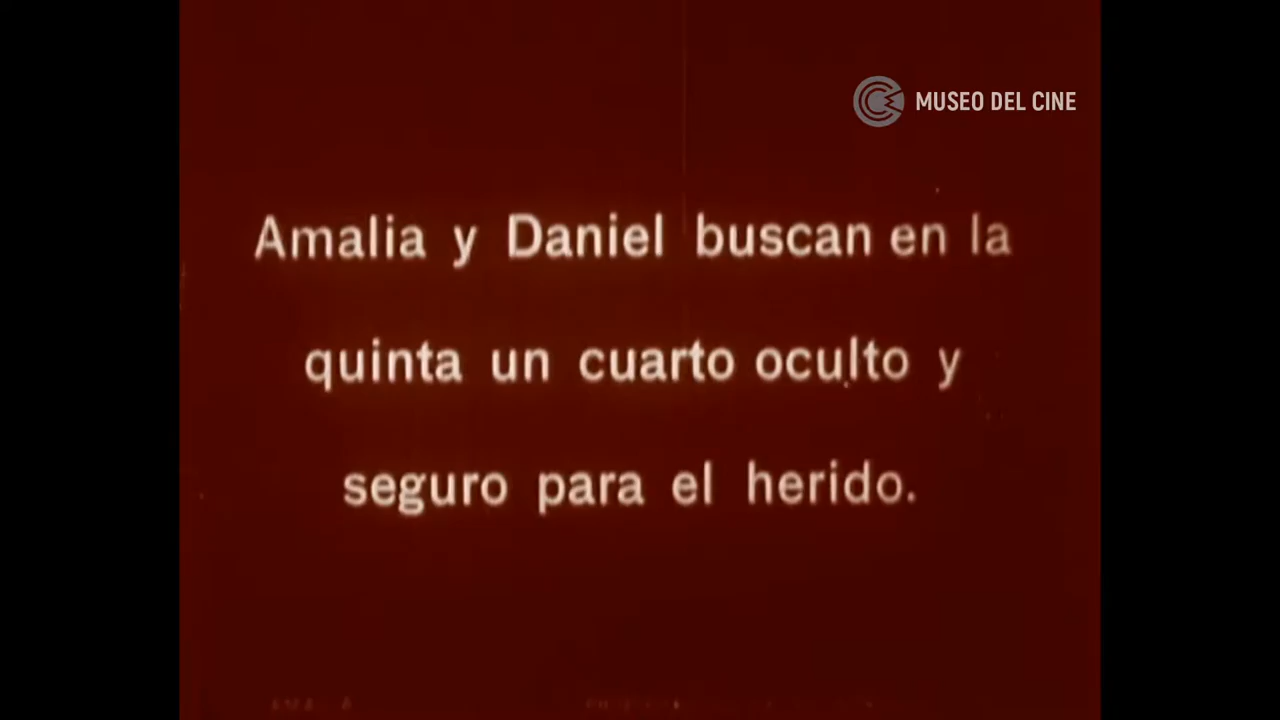 MUSEO DEL CINE
Amalia y Daniel buscan en la
quinta un cuarto oculto y
seguro para el herido.